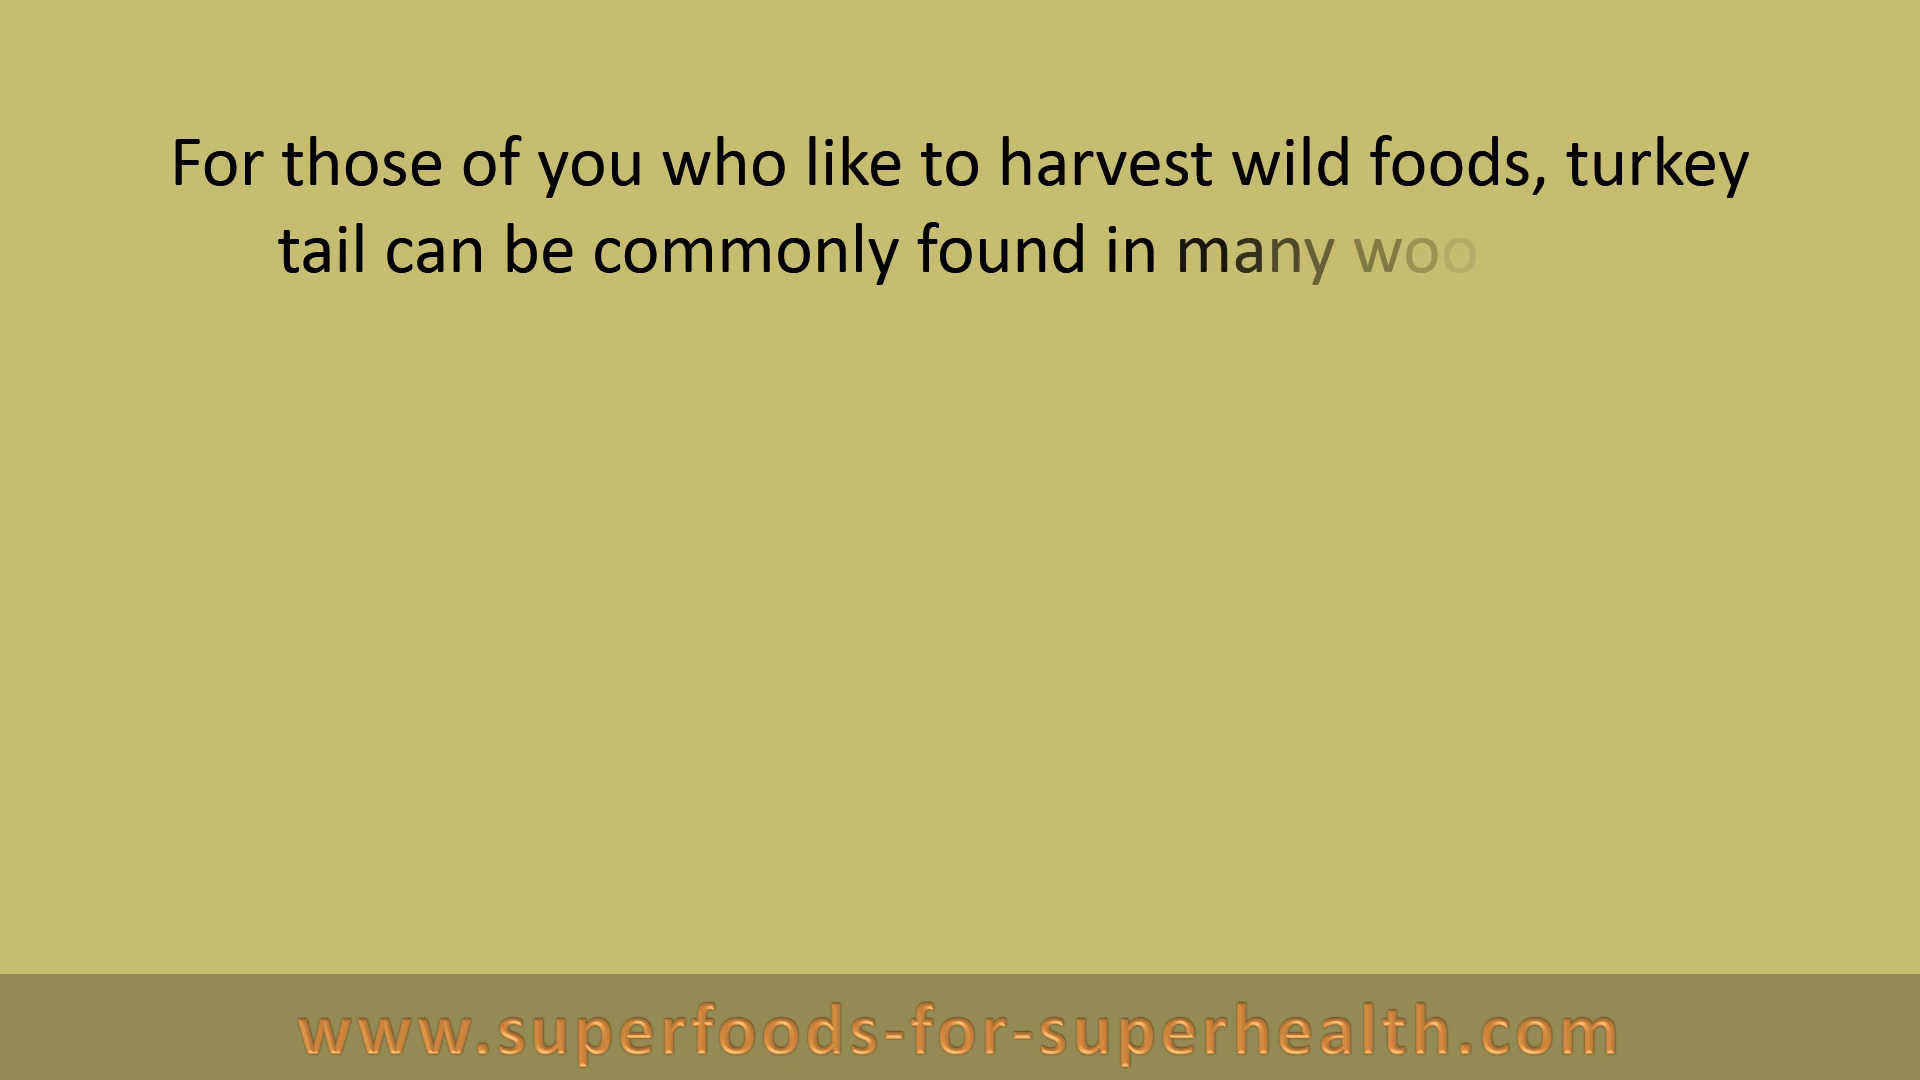 For those of you who like to harvest wild foods, turkey
tail can be commonly found in many woo
www.superfoods-for-superhealth.com